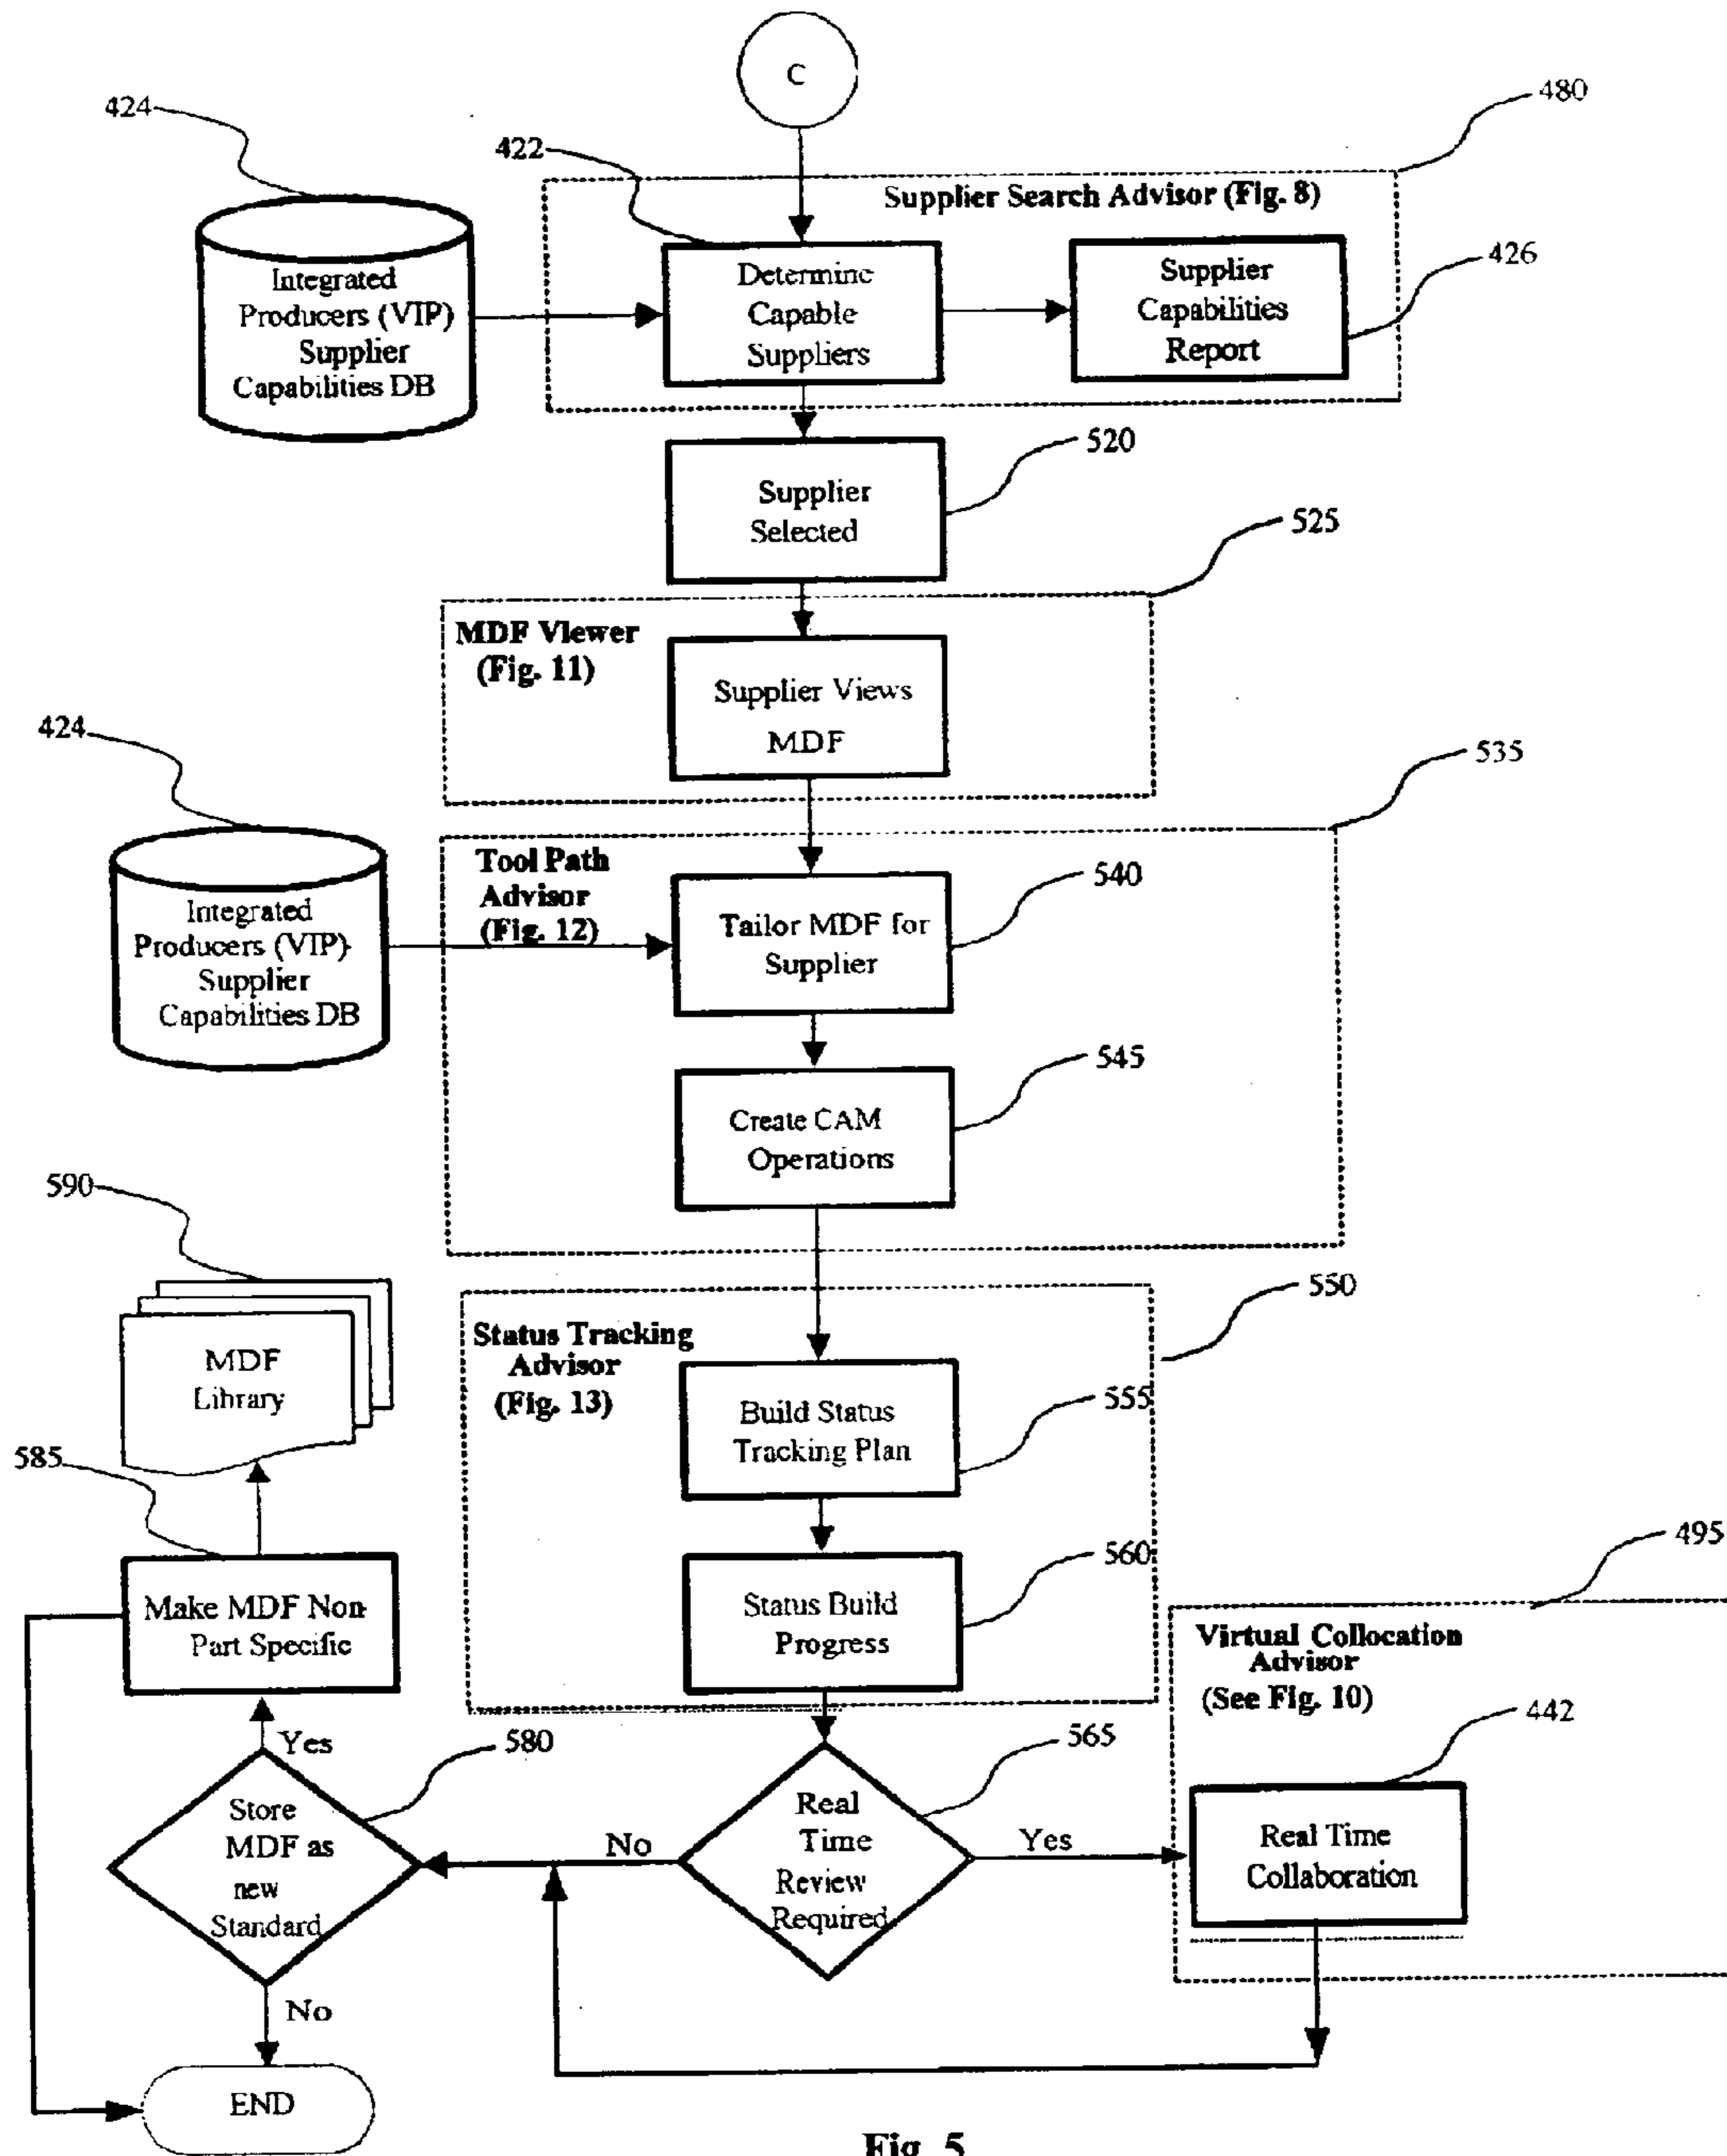 C
480
424
422
Supplier Search Advisor (Fig. 8)
Integrated
Producers (VIP)
Supplier
Capabilities DB
Determine
Capable
Suppliers
Supplier
Capabilities
Report
426
520
Supplier
Selected
525
MDF Viewer
(Fig. 11)
Supplier Views
MDF
424
535
Tool Path
Advisor
(Fig. 12)
540
Integrated
Producers (VIP)
Supplier
Capabilities DB
Tailor MDF for
Supplier
545
Create CAM
Operations
590
550
MDF
Library
Status Tracking
Advisor
(Fig. 13)
555
Build Status
Tracking Plan
585
495
560
Make MDF Non-
Part Specific
Status Build
Progress
Virtual Collocation
Advisor
(See Fig. 10)
442
Yes
580
565
Store
MDF as
new
Standard
No
Real
Time
Review
Required
Yes
Real Time
Collaboration
No
END
Fig. 5